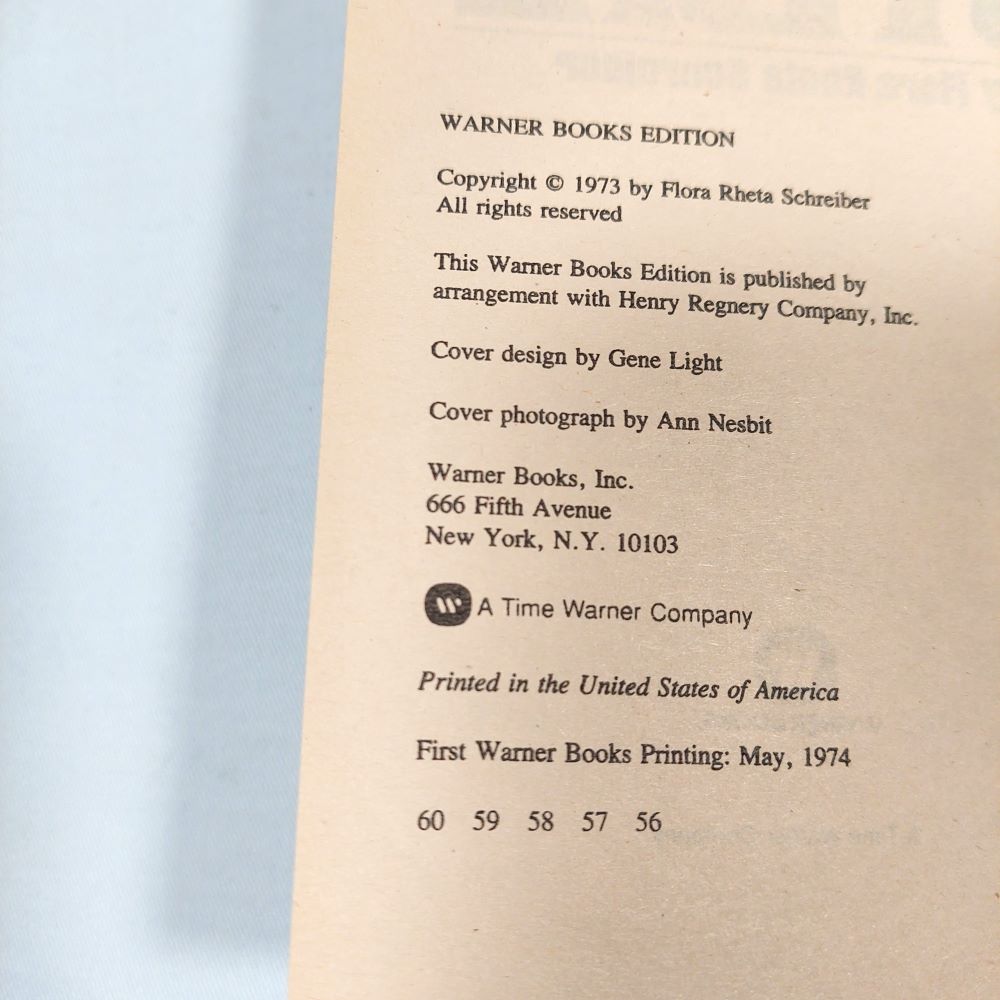 WARNER BOOKS EDITION
Copyright © 1973 by Flora Rheta Schreiber
All rights reserved
This Warner Books Edition is published by
arrangement with Henry Regnery Company, Inc.
Cover design by Gene Light
Cover photograph by Ann Nesbit
Warner Books, Inc.
666 Fifth Avenue
New York, N.Y. 10103
A Time Warner Company
Printed in the United States of America
First Warner Books Printing: May, 1974
60 59 58 57 56